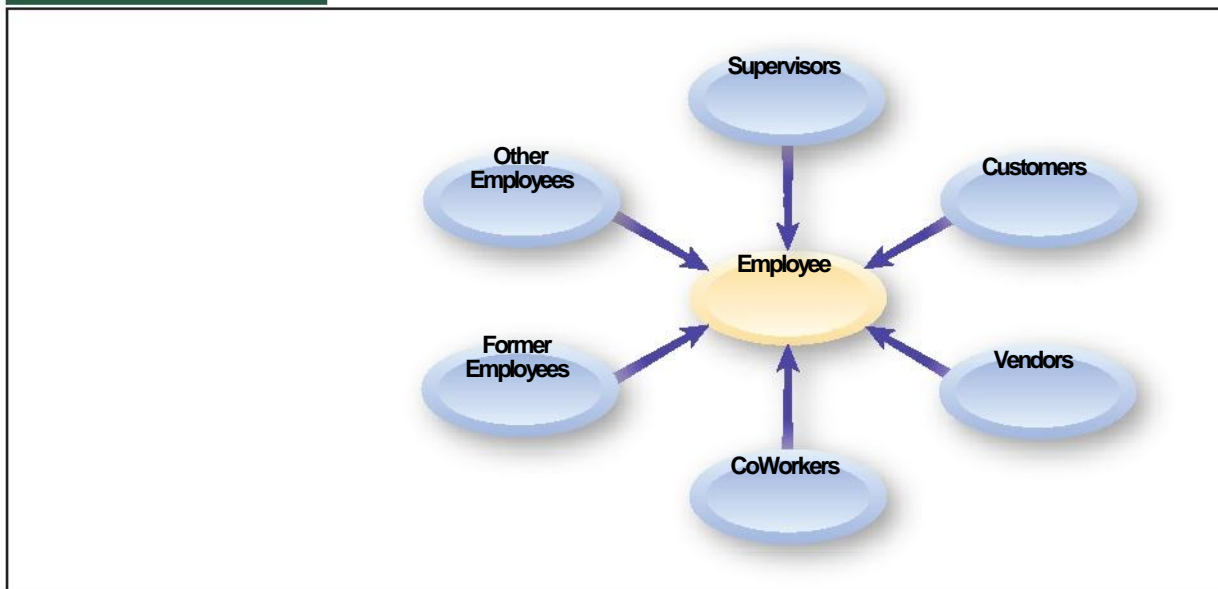 Supervisors
Other
Employees
Customers
Employee
Former
Employees
Vendors
CoWorkers